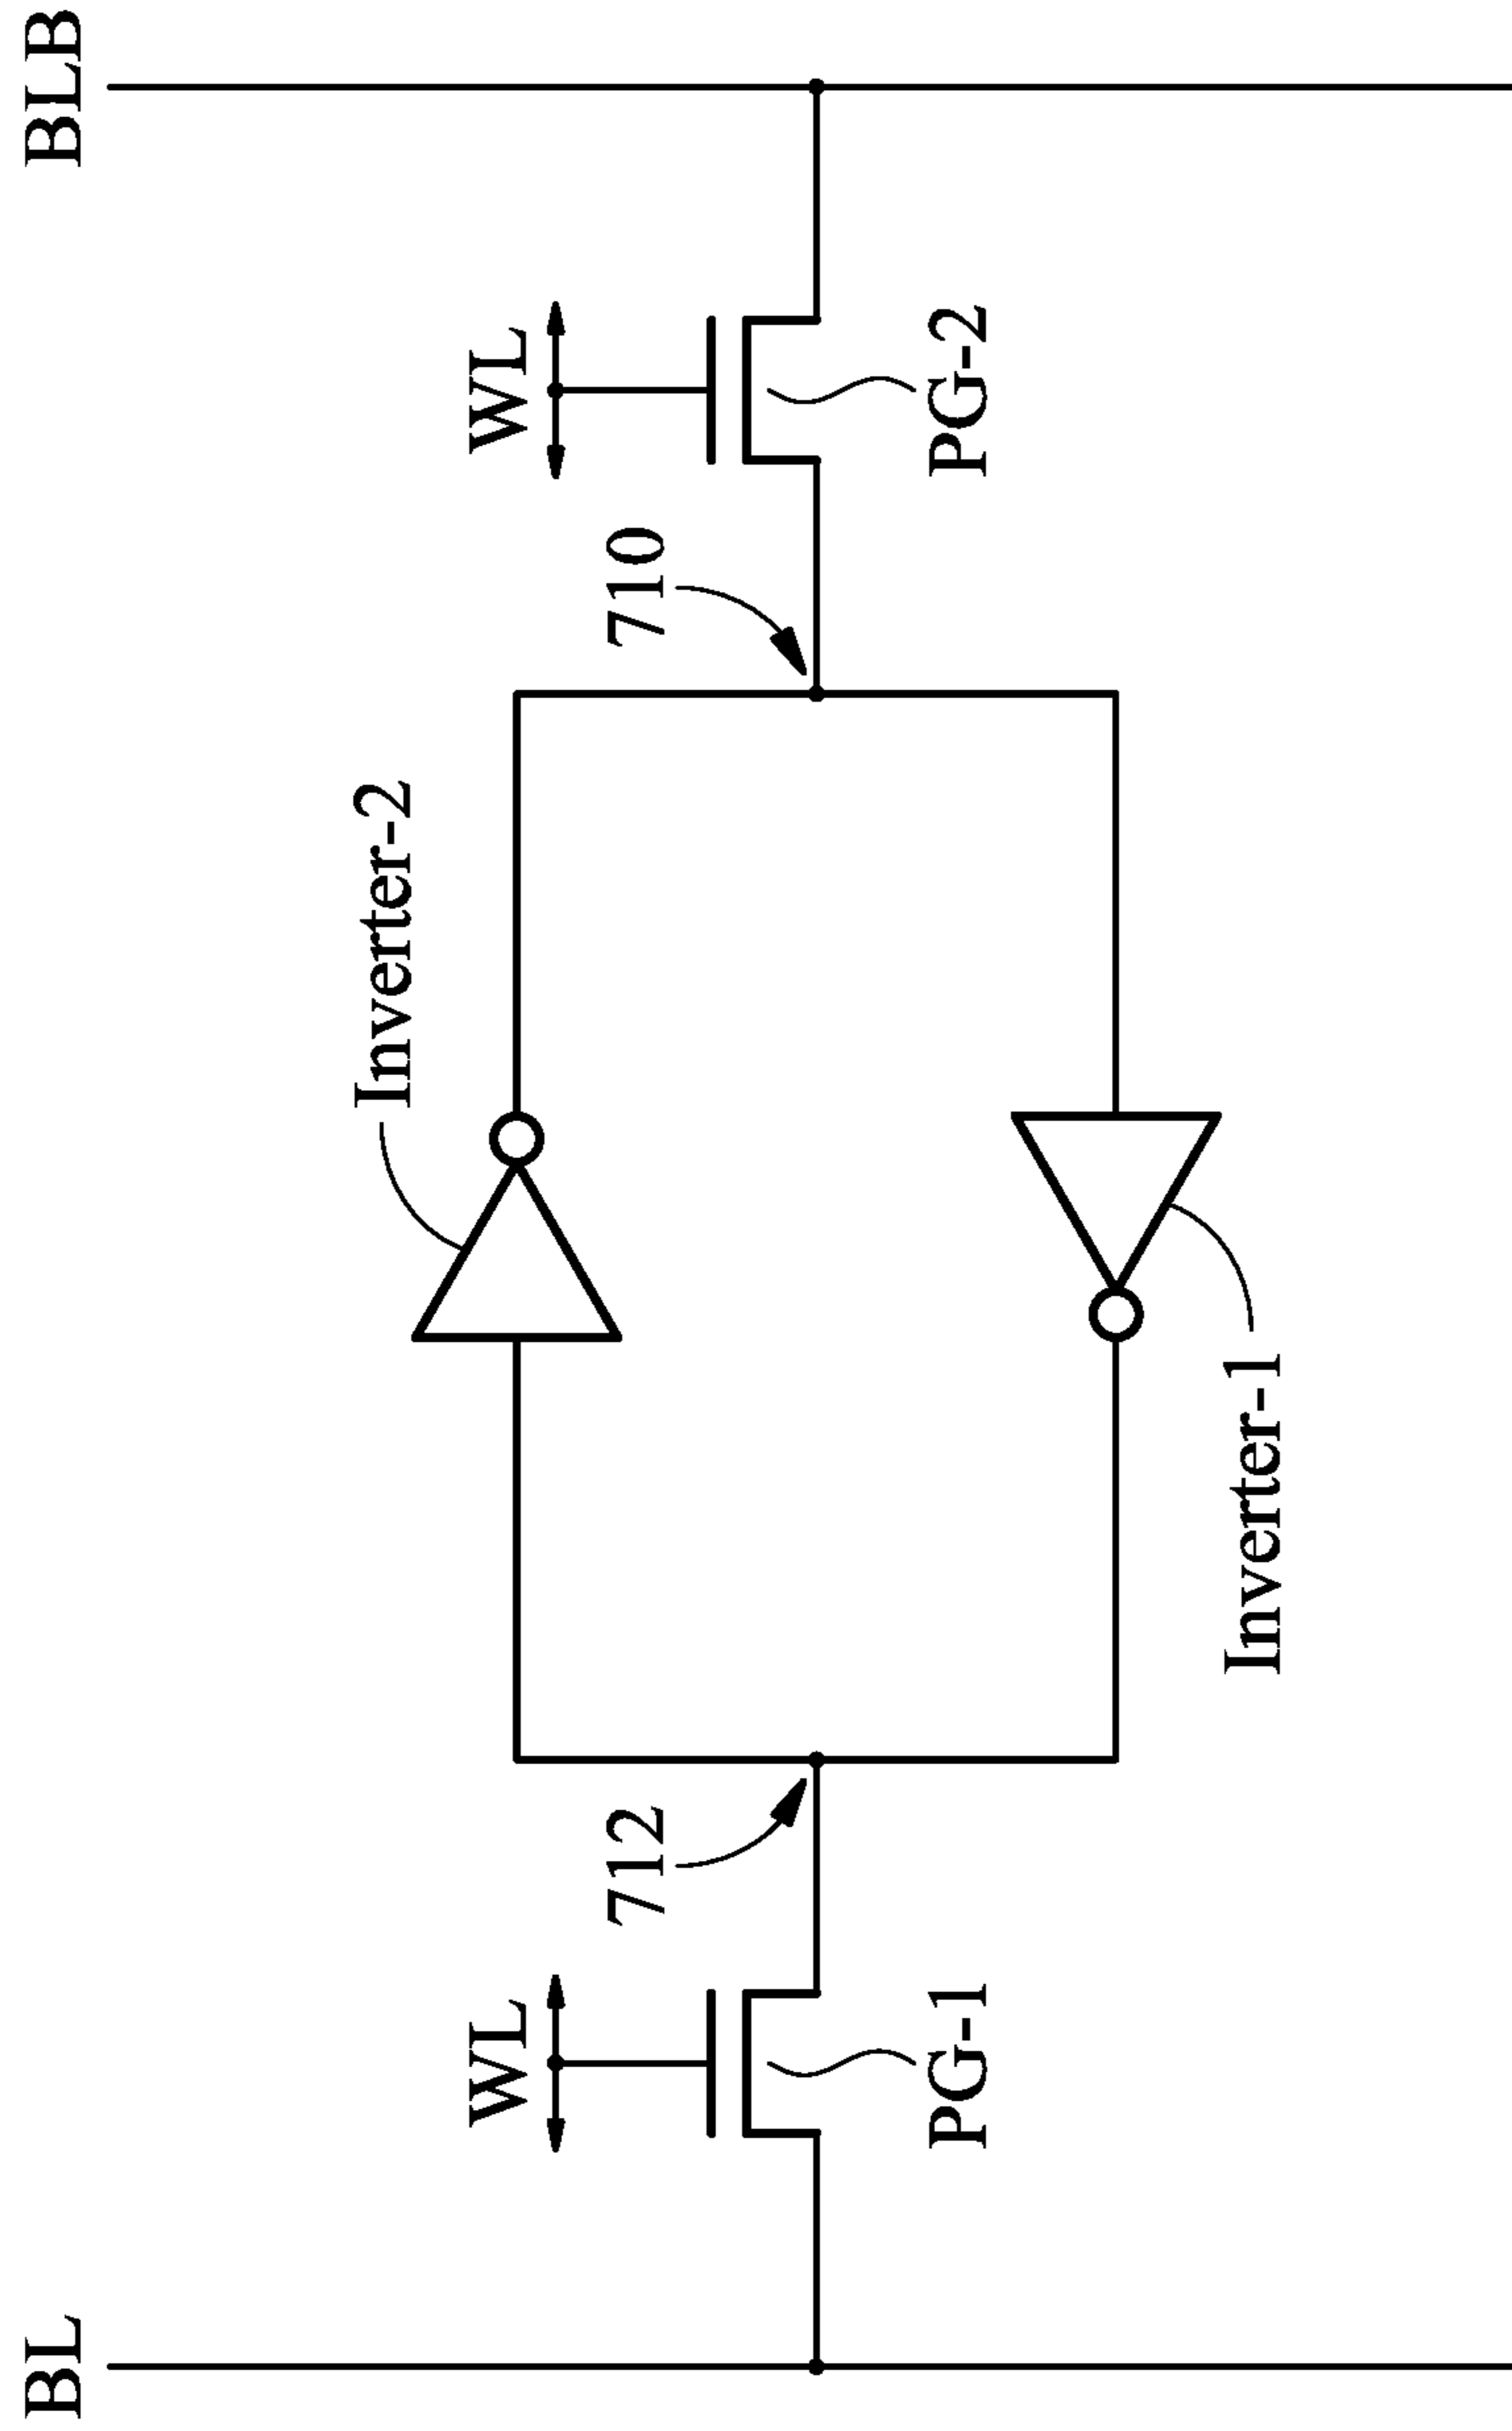 BL
BLB
WL
WL
Inverter-2
712
710
PG-1
PG-2
Inverter-1